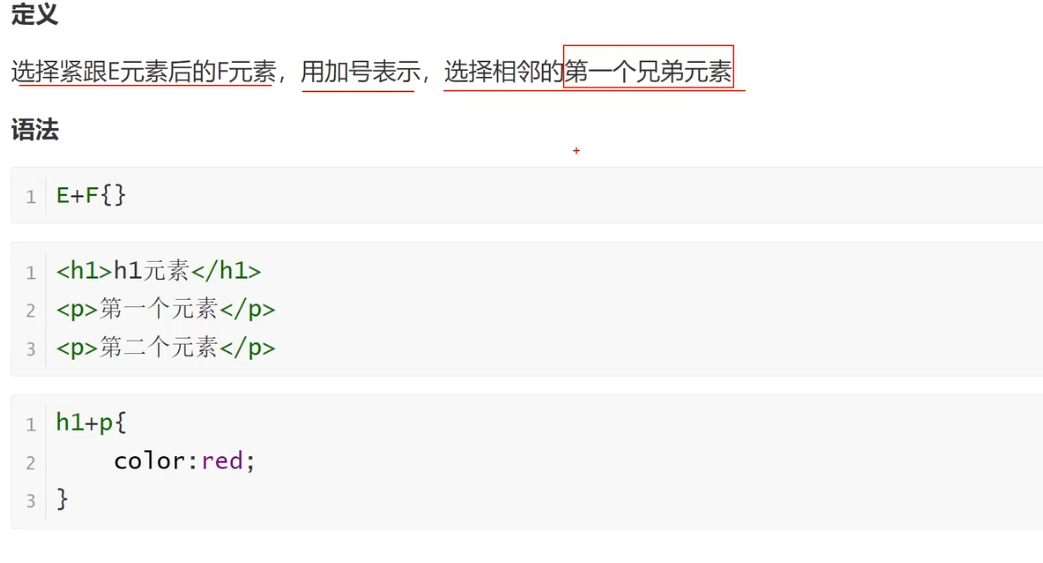 定义
选择紧跟E元素后的F元素，用加号表示，选择相邻的第一个兄弟元素
语法
1 E+F{}
1 <h1>h1元素</h1>
2 <p>第一个元素</p>
3 <p>第二个元素</p>
1 h1+p{
2     color:red;
3 }